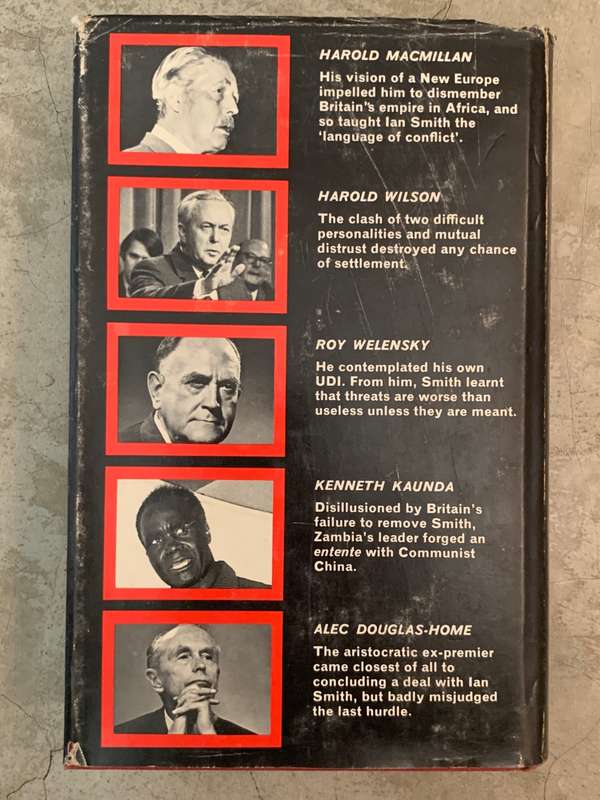 HAROLD MACMILLAN
His vision of a New Europe
impelled him to dismember
Britain's empire in Africa, and
so taught Ian Smith the
'language of conflict'.
HAROLD WILSON
The clash of two difficult
personalities and mutual
distrust destroyed any chance
of settlement.
ROY WELENSKY
He contemplated his own
UDI. From him, Smith learnt
that threats are worse than
useless unless they are meant.
KENNETH KAUNDA
Disillusioned by Britain's
failure to remove Smith,
Zambia's leader forged an
entente with Communist
China.
ALEC DOUGLAS-HOME
The aristocratic ex-premier
came closest of all to
concluding a deal with Ian
Smith, but badly misjudged
the last hurdle.